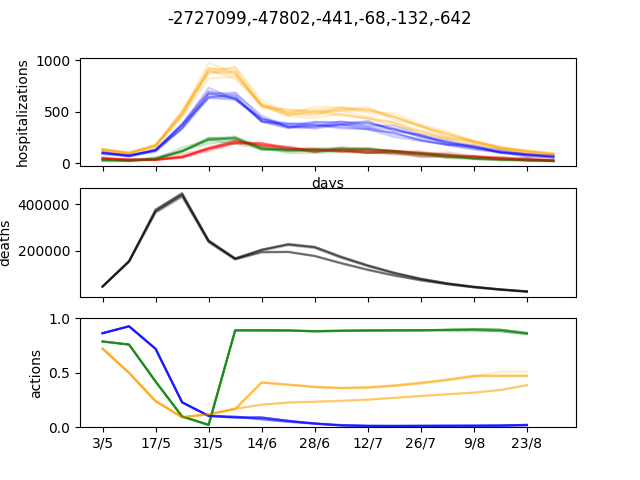 -2727099,-47802,-441,-68,-132,-642
1000
500
0
hospitalizations
days
400000
200000
deaths
1.0
0.5
0.0
actions
3/5 17/5 31/5 14/6 28/6 12/7 26/7 9/8 23/8